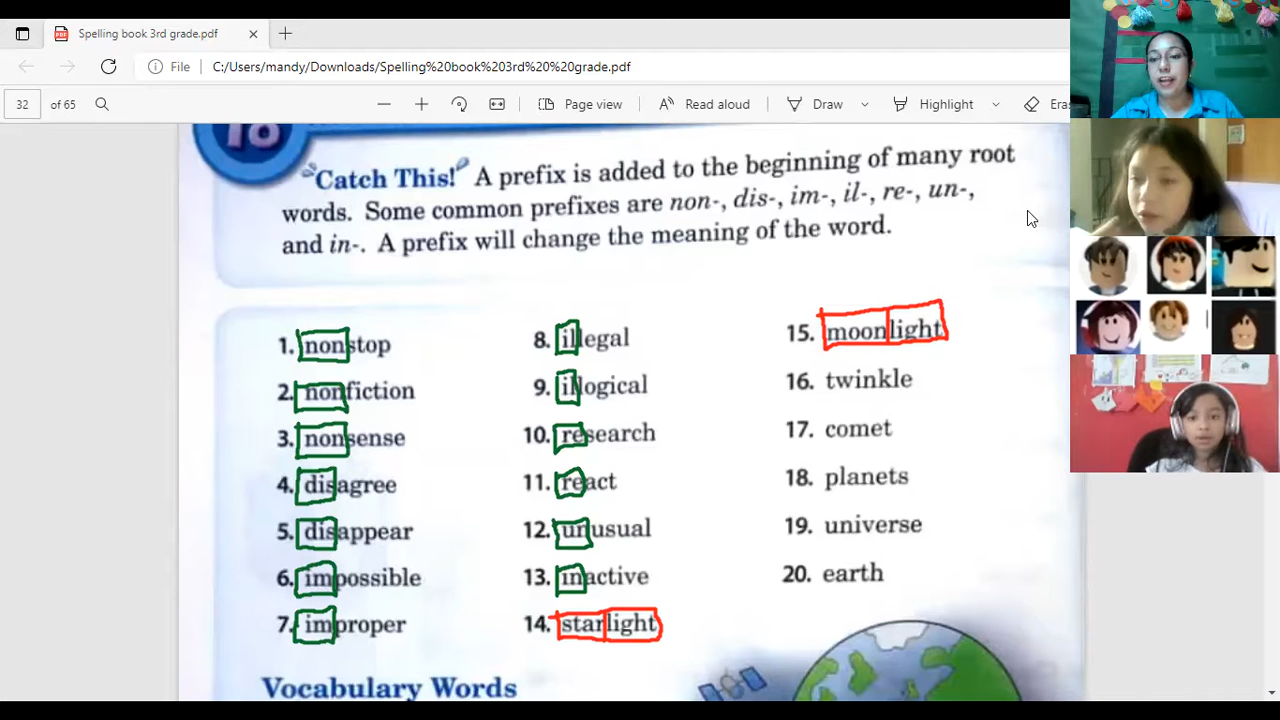 Spelling book 3rd grade.pdf
File C:/Users/mandy/Downloads/Spelling%20book%203rd%20%20grade.pdf
32 of 65 Page view Read aloud Draw Highlight
18
"Catch This!" A prefix is added to the beginning of many root
words. Some common prefixes are non-, dis-, im-, il-, re-, un-,
and in-. A prefix will change the meaning of the word.
1. nonstop
2. nonfiction
3. nonsense
4. disagree
5. disappear
6. impossible
7. improper
8. illegal
9. illogical
10. research
11. react
12. unusual
13. inactive
14. starlight
15. moonlight
16. twinkle
17. comet
18. planets
19. universe
20. earth
Vocabulary Words